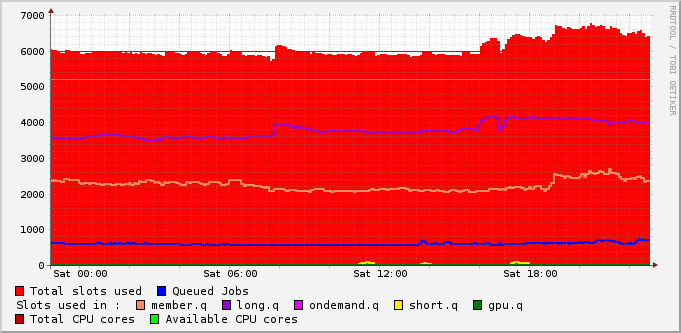 7000
6000
5000
4000
3000
2000
1000
0
Sat 00:00 Sat 06:00 Sat 12:00 Sat 18:00
RRDTOOL / TOBI OETIKER
Total slots used Queued Jobs
Slots used in : member.q long.q ondemand.q short.q gpu.q
Total CPU cores Available CPU cores